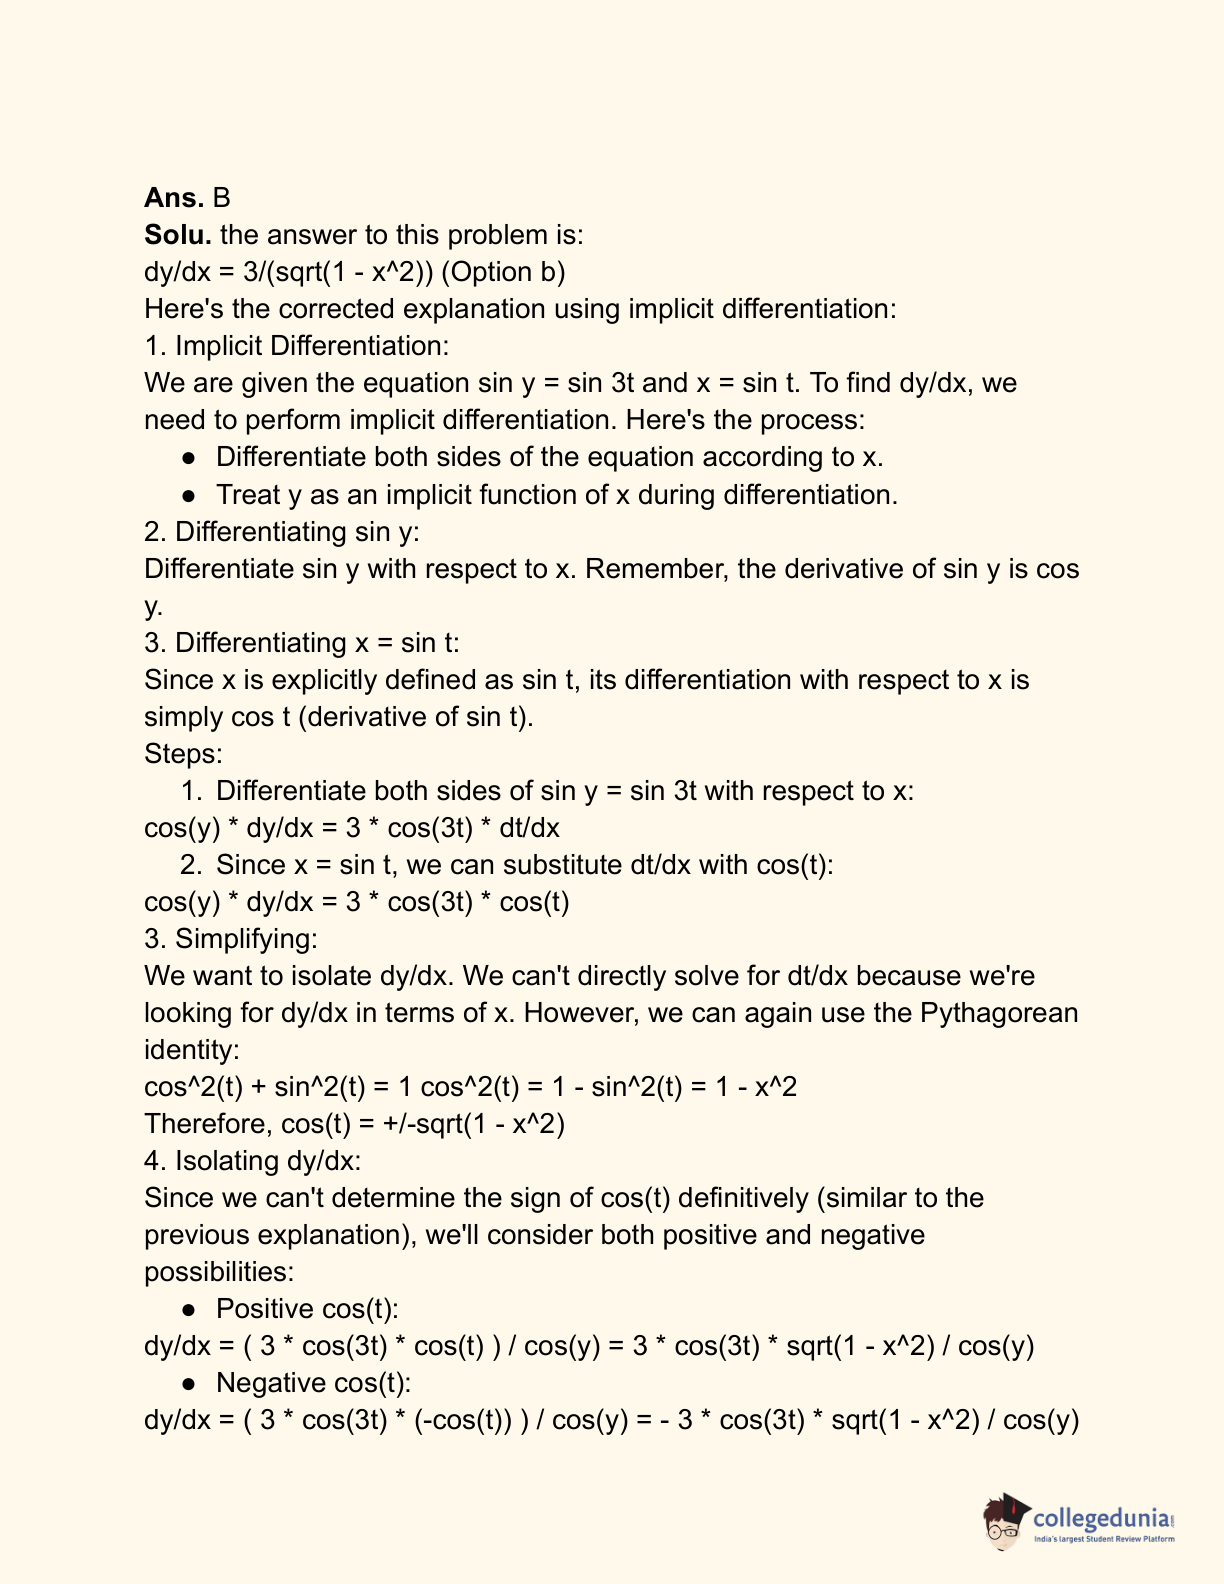 Ans. B
Solu. the answer to this problem is:
dy/dx = 3/(sqrt(1 - x^2)) (Option b)
Here's the corrected explanation using implicit differentiation:
1. Implicit Differentiation:
We are given the equation sin y = sin 3t and x = sin t. To find dy/dx, we
need to perform implicit differentiation. Here's the process:
● Differentiate both sides of the equation according to x.
● Treat y as an implicit function of x during differentiation.
2. Differentiating sin y:
Differentiate sin y with respect to x. Remember, the derivative of sin y is cos
y.
3. Differentiating x = sin t:
Since x is explicitly defined as sin t, its differentiation with respect to x is
simply cos t (derivative of sin t).
Steps:
1. Differentiate both sides of sin y = sin 3t with respect to x:
cos(y) * dy/dx = 3 * cos(3t) * dt/dx
2. Since x = sin t, we can substitute dt/dx with cos(t):
cos(y) * dy/dx = 3 * cos(3t) * cos(t)
3. Simplifying:
We want to isolate dy/dx. We can't directly solve for dt/dx because we're
looking for dy/dx in terms of x. However, we can again use the Pythagorean
identity:
cos^2(t) + sin^2(t) = 1 cos^2(t) = 1 - sin^2(t) = 1 - x^2
Therefore, cos(t) = +/-sqrt(1 - x^2)
4. Isolating dy/dx:
Since we can't determine the sign of cos(t) definitively (similar to the
previous explanation), we'll consider both positive and negative
possibilities:
● Positive cos(t):
dy/dx = ( 3 * cos(3t) * cos(t) ) / cos(y) = 3 * cos(3t) * sqrt(1 - x^2) / cos(y)
● Negative cos(t):
dy/dx = ( 3 * cos(3t) * (-cos(t)) ) / cos(y) = - 3 * cos(3t) * sqrt(1 - x^2) / cos(y)
collegedunia.com
India's largest Student Review Platform